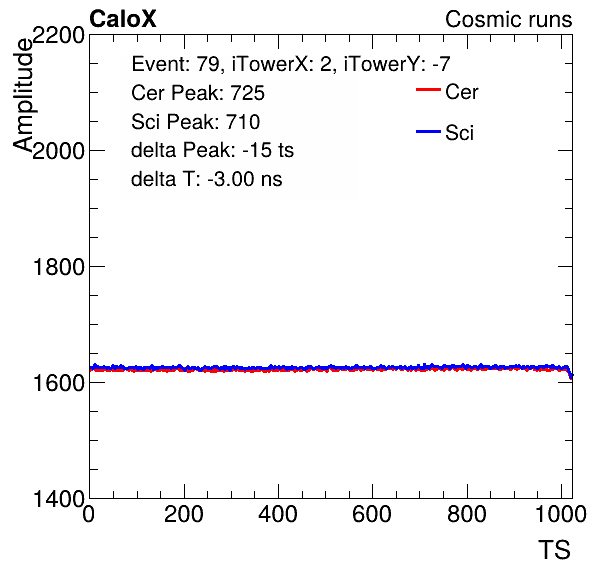 CaloX Cosmic runs
Amplitude
Event: 79, iTowerX: 2, iTowerY: -7
Cer Peak: 725
Sci Peak: 710
delta Peak: -15 ts
delta T: -3.00 ns
Cer
Sci
2200
2000
1800
1600
1400
0 200 400 600 800 1000
TS